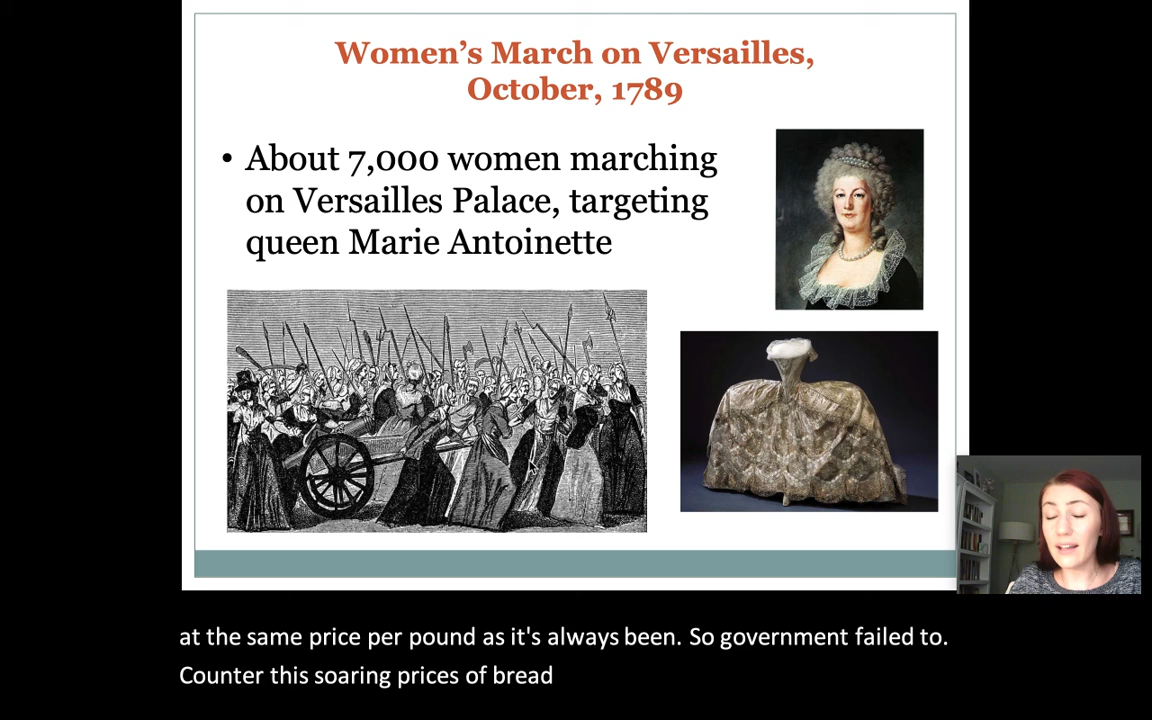 Women's March on Versailles,
October, 1789
• About 7,000 women marching
on Versailles Palace, targeting
queen Marie Antoinette
at the same price per pound as it's always been. So government failed to.
Counter this soaring prices of bread